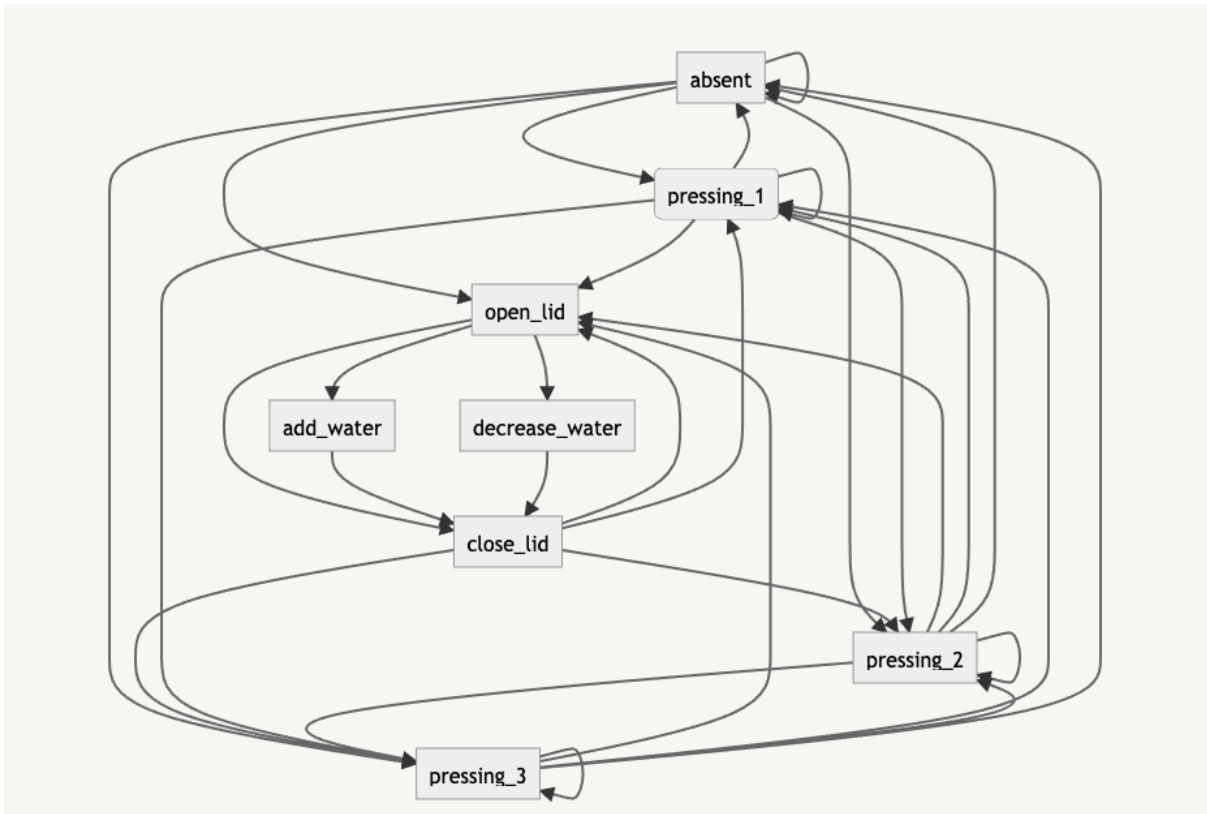 absent
pressing_1
open_lid
add_water
decrease_water
close_lid
pressing_2
pressing_3